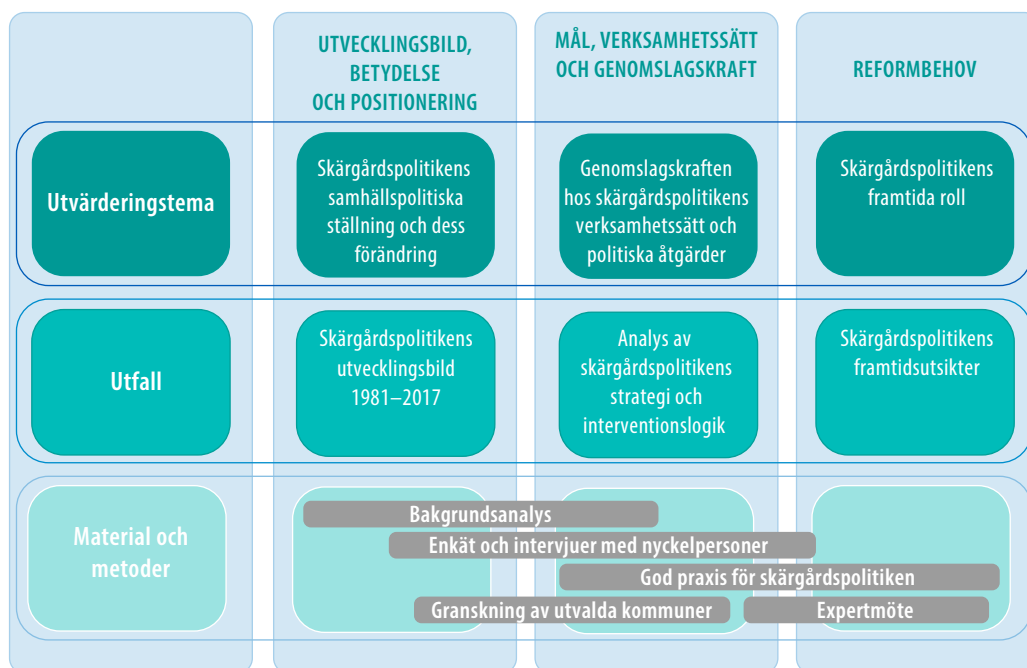 UTVECKLINGSBILD,
BETYDELSE
OCH POSITIONERING
MÅL, VERKSAMHETSSÄTT
OCH GENOMSLAGSKRAFT
REFORMBEHOV
Utvärderingstema
Skärgårdspolitikens
samhällspolitiska
ställning och dess
förändring
Genomslagskraften
hos skärgårdspolitikens
verksamhetssätt och
politiska åtgärder
Skärgårdspolitikens
framtida roll
Utfall
Skärgårdspolitikens
utvecklingsbild
1981–2017
Analys av
skärgårdspolitikens
strategi och
interventionslogik
Skärgårdspolitikens
framtidsutsikter
Material och
metoder
Bakgrundsanalys
Enkät och intervjuer med nyckelpersoner
God praxis för skärgårdspolitiken
Granskning av utvalda kommuner
Expertmöte